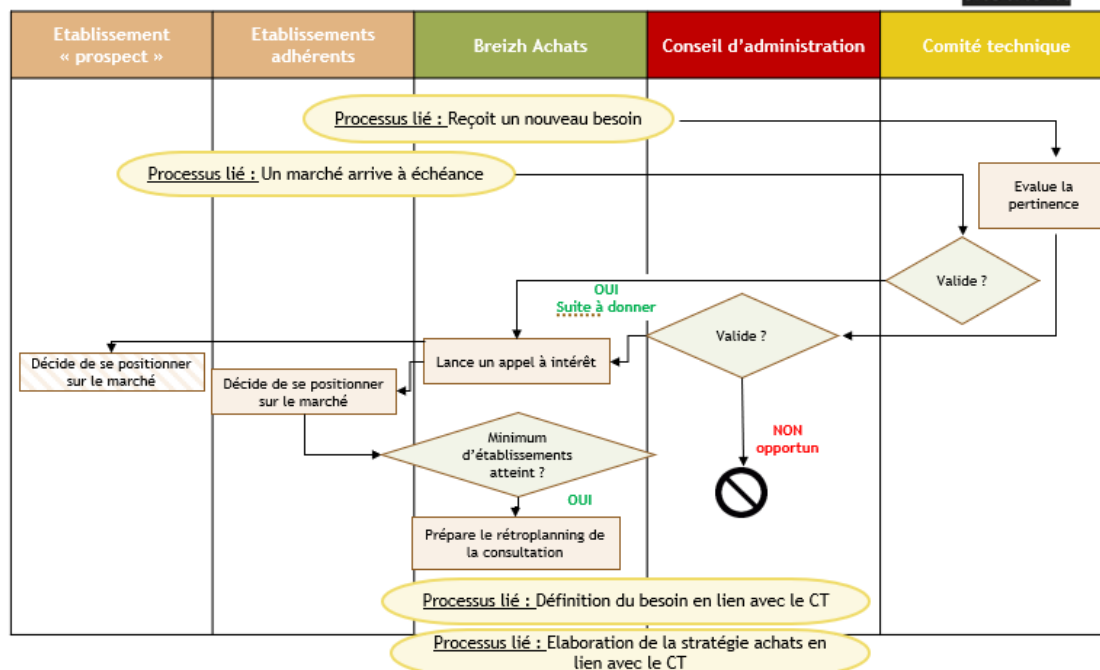 Etablissement
« prospect »
Etablissements
adhérents
Breizh Achats
Conseil d'administration
Comité technique
Processus lié : Reçoit un nouveau besoin
Processus lié : Un marché arrive à échéance
Evalue la
pertinence
Valide ?
OUI
Suite à donner
Valide ?
Lance un appel à intérêt
Décide de se positionner
sur le marché
Décide de se positionner
sur le marché
Minimum
d'établissements
atteint ?
NON
opportun
OUI
Prépare le rétroplanning de
la consultation
Processus lié : Définition du besoin en lien avec le CT
Processus lié : Elaboration de la stratégie achats en
lien avec le CT